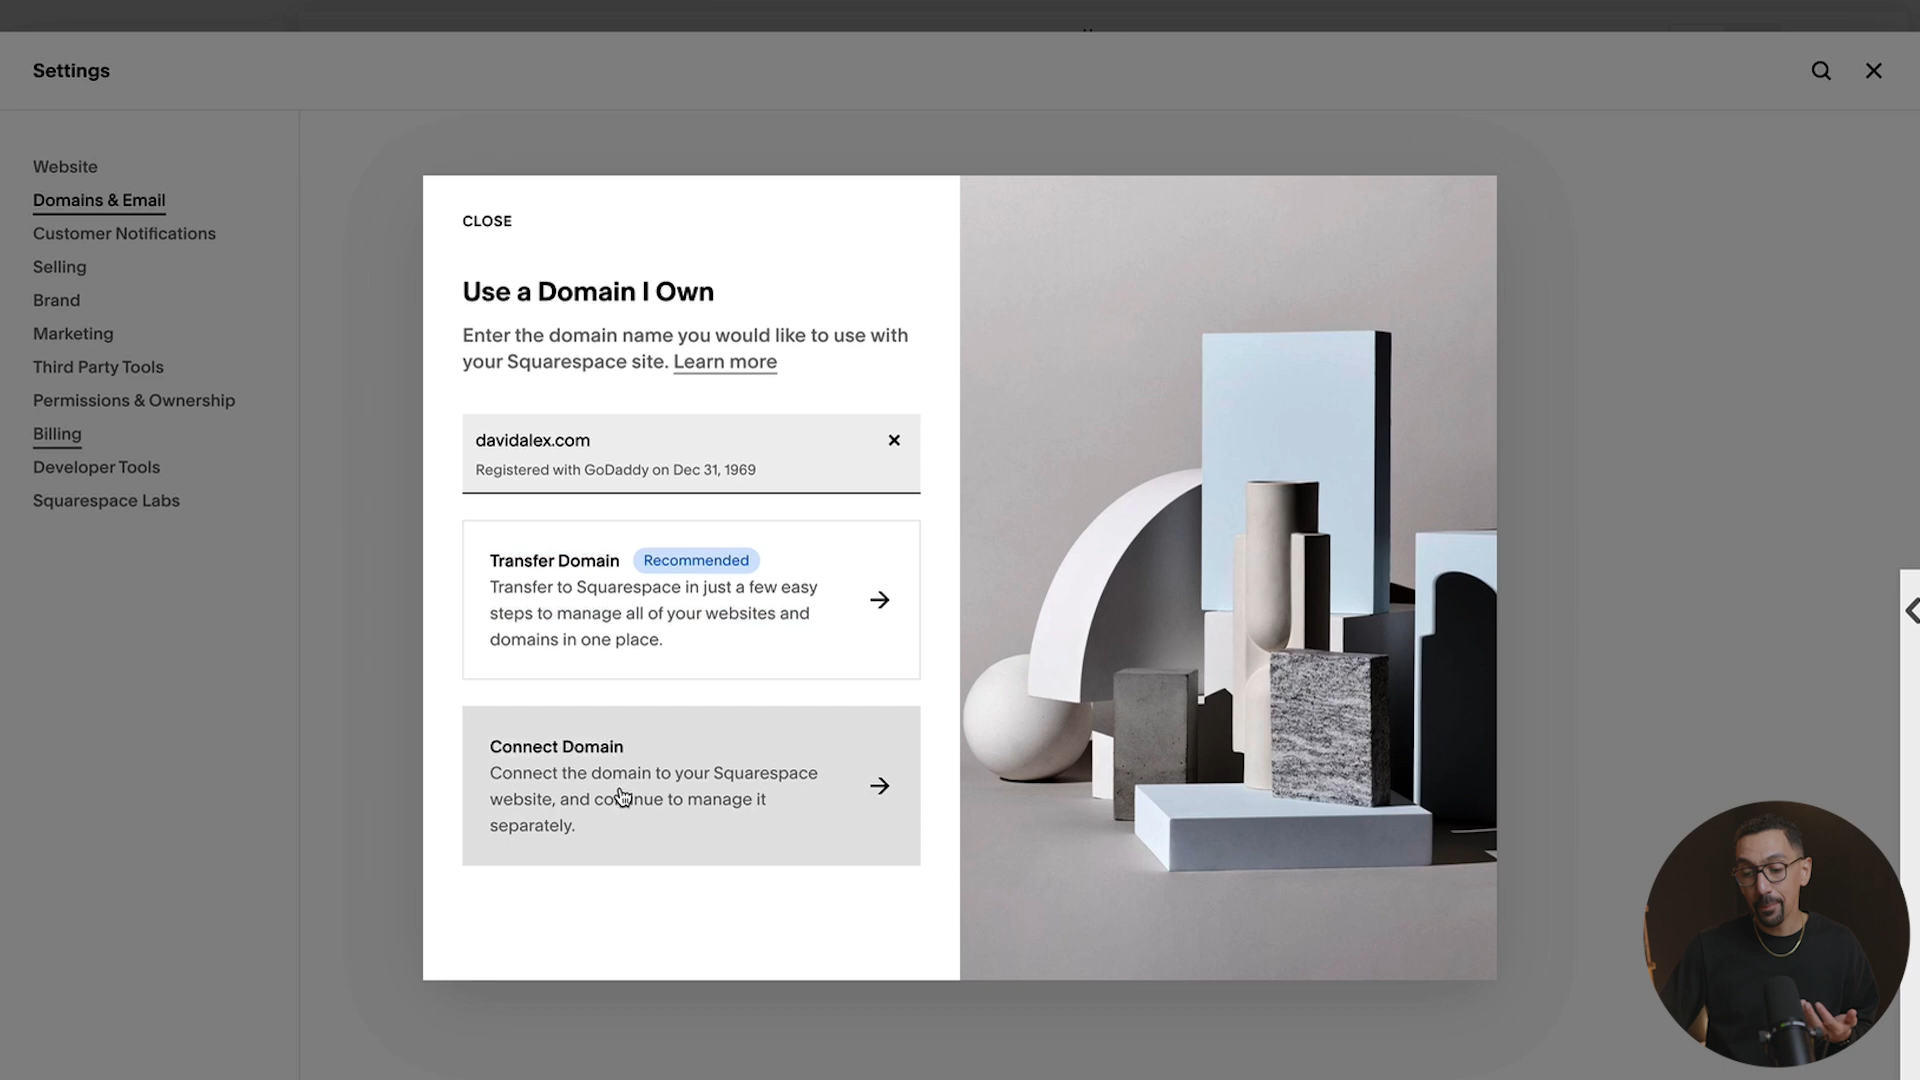 Settings
Website
Domains & Email
Customer Notifications
Selling
Brand
Marketing
Third Party Tools
Permissions & Ownership
Billing
Developer Tools
Squarespace Labs
CLOSE
Use a Domain I Own
Enter the domain name you would like to use with
your Squarespace site. Learn more
davidalex.com
Registered with GoDaddy on Dec 31, 1969
Transfer Domain Recommended
Transfer to Squarespace in just a few easy
steps to manage all of your websites and
domains in one place.
Connect Domain
Connect the domain to your Squarespace
website, and continue to manage it
separately.